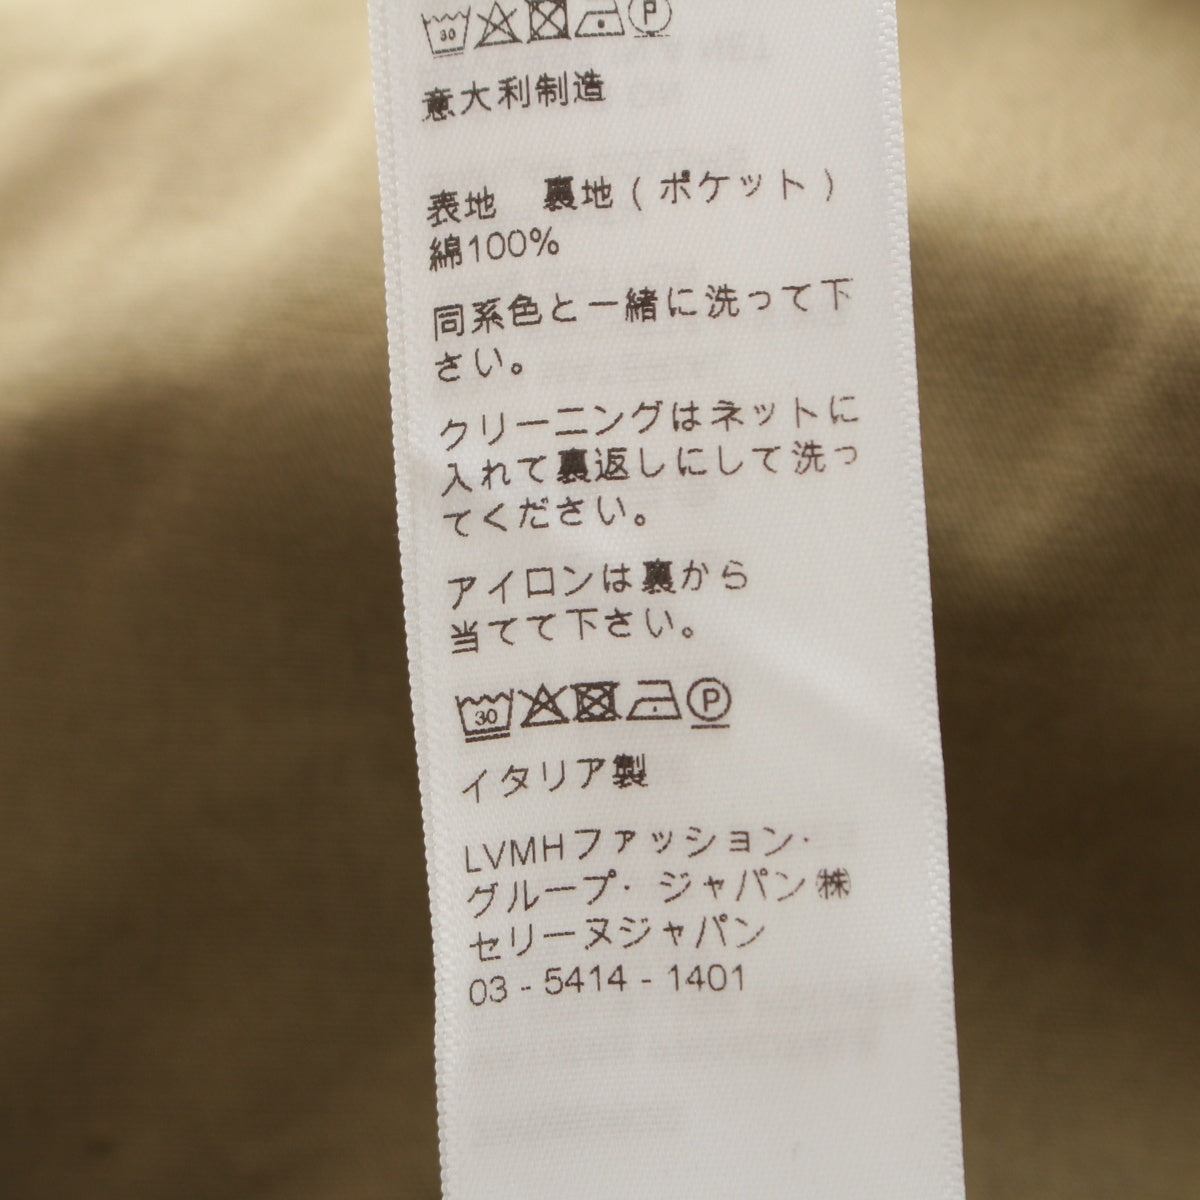 30 P
意大利制造
表地 裏地(ポケット)
綿100%
同系色と一緒に洗って下
さい。
クリーニングはネットに
入れて裏返しにして洗っ
てください。
アイロンは裏から
当てて下さい。
30 P
イタリア製
LVMHファッション·
グループ· ジャパン㈱
セリーヌジャパン
03 - 5414 - 1401